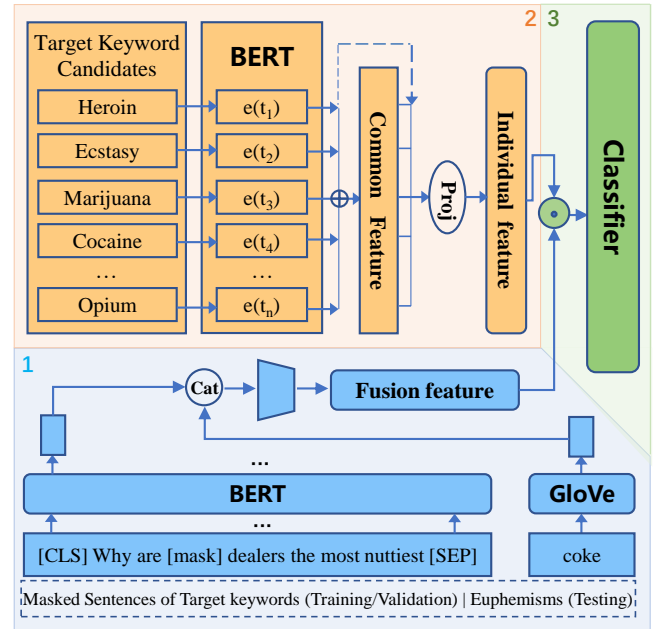 2
3
Target Keyword
Candidates
BERT
Heroin
e(t1)
Ecstasy
e(t2)
Marijuana
e(t3)
Cocaine
e(t4)
...
...
Opium
e(tn)
Common Feature
Proj
Individual feature
Classifier
1
Cat
Fusion feature
...
BERT
GloVe
...
[CLS] Why are [mask] dealers the most nuttiest [SEP]
coke
Masked Sentences of Target keywords (Training/Validation) | Euphemisms (Testing)